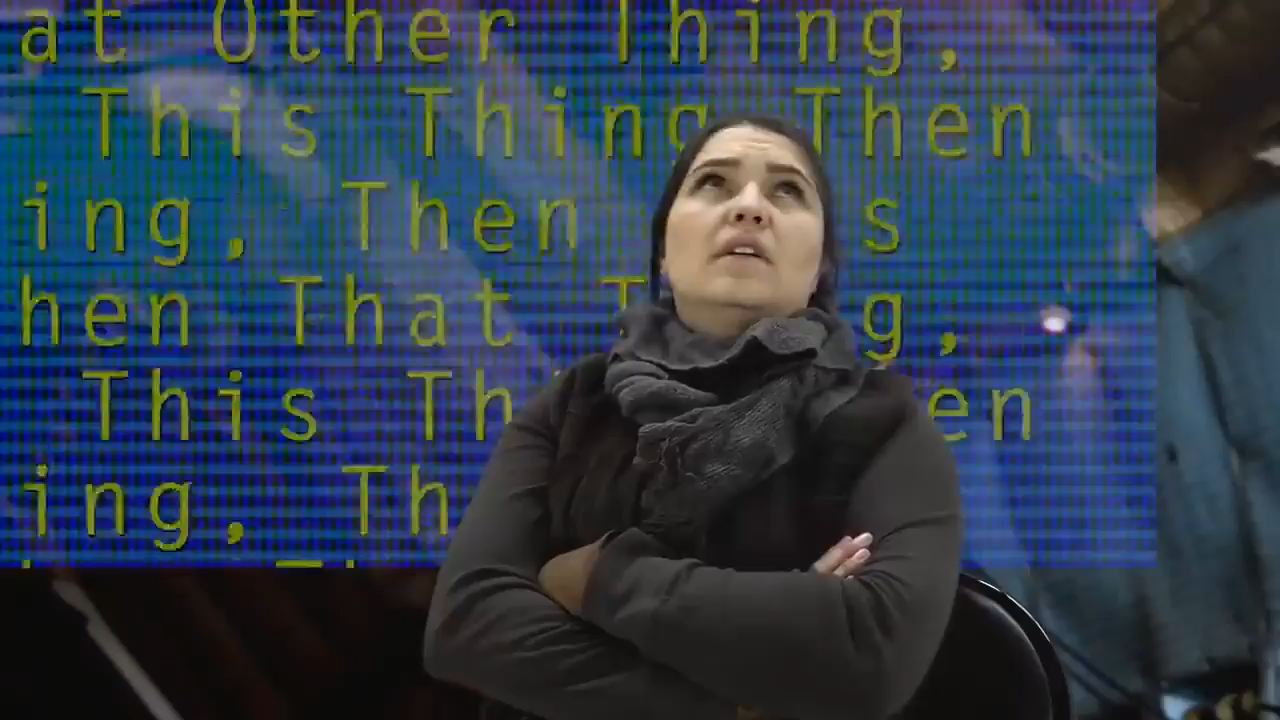 at Other Thing,
This Thing Then
ing, Then s
hen That T g,
This Th en
ing, Th